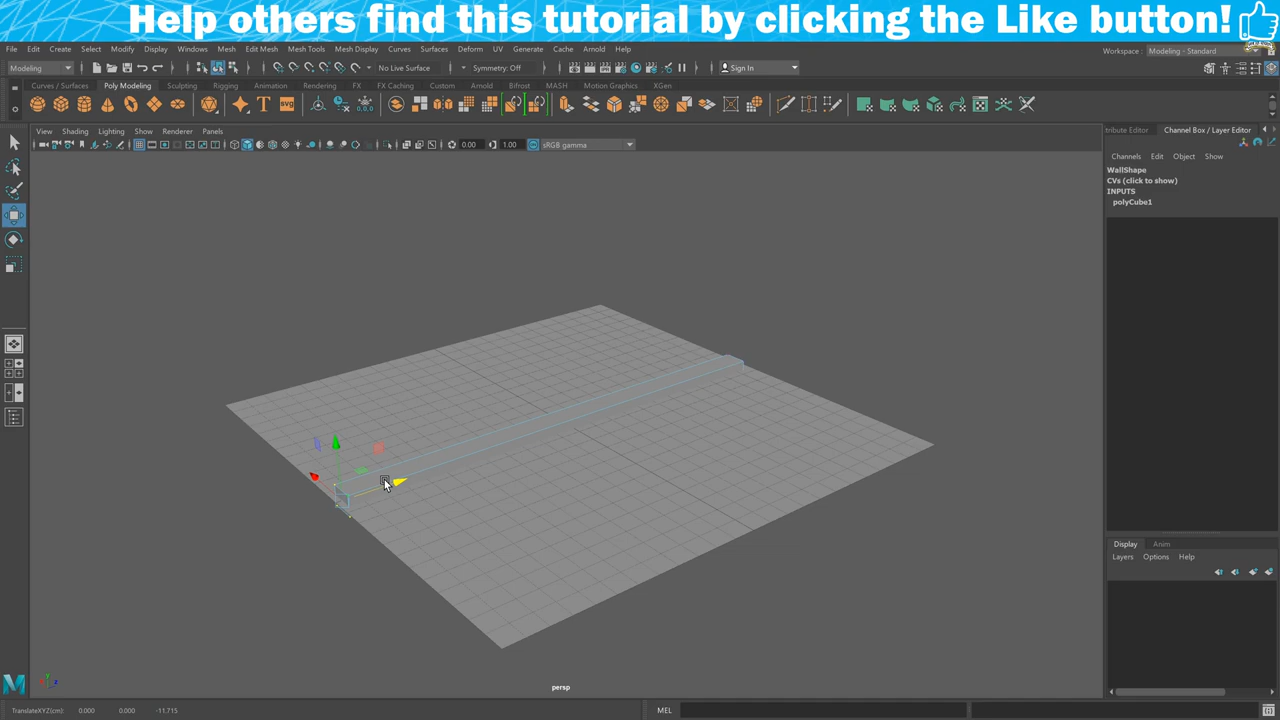 Help others find this tutorial by clicking the Like button!
File Edit Create Select Modify Display Windows Mesh Edit Mesh Mesh Tools Mesh Display Curves Surfaces Deform UV Generate Cache Arnold Help
Workspace: Modeling - Standard
Modeling No Live Surface Symmetry: Off Sign In
Curves / Surfaces Poly Modeling Sculpting Rigging Animation Rendering FX FX Caching Custom Arnold Bifrost MASH Motion Graphics XGen
View Shading Lighting Show Renderer Panels
tribute Editor Channel Box / Layer Editor
0.00 1.00 sRGB gamma
Channels Edit Object Show
WallShape
CVs (click to show)
INPUTS
polyCube1
Display Anim
Layers Options Help
persp
TranslateXYZ(cm): 0.000 0.000 -11.715 MEL